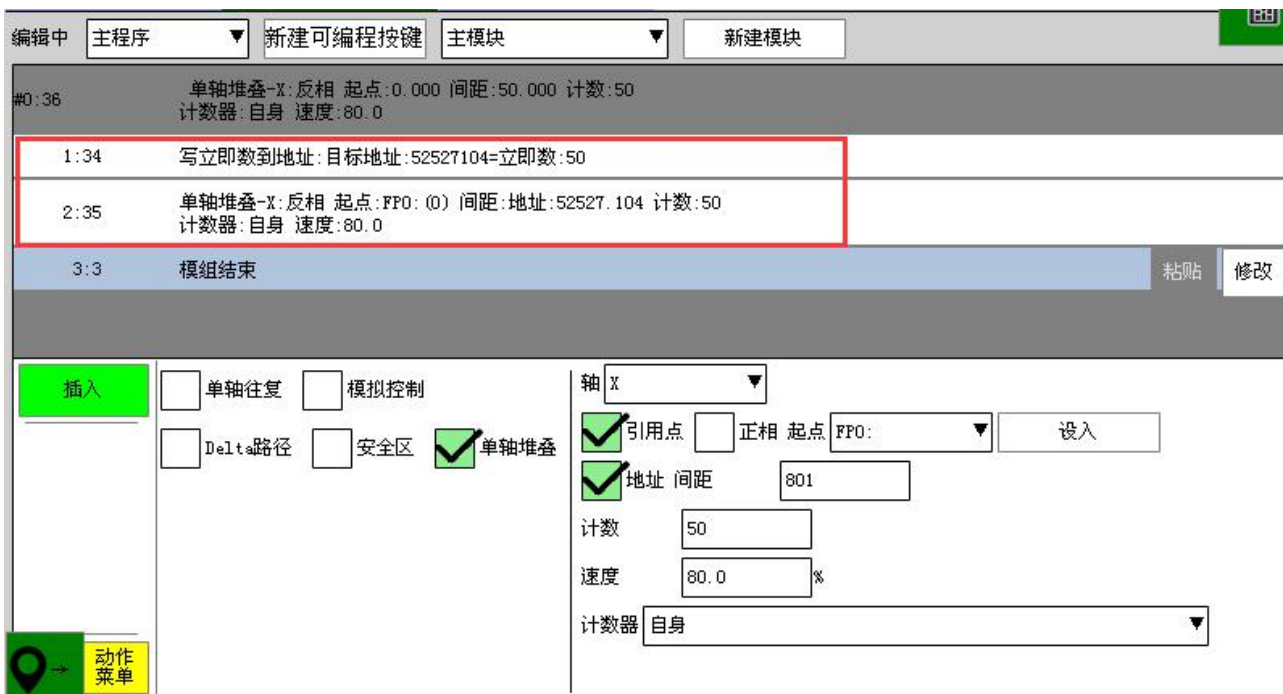 编辑中 主程序 新建可编程按键 主模块 新建模块
#0:36 单轴堆叠-X:反相 起点:0.000 间距:50.000 计数:50
计数器:自身 速度:80.0
1:34 写立即数到地址:目标地址:52527104=立即数:50
2:35 单轴堆叠-X:反相 起点:FP0:(0) 间距:地址:52527.104 计数:50
计数器:自身 速度:80.0
3:3 模组结束 粘贴 修改
插入 单轴往复 模拟控制 轴 X
引用点 正相 起点 FP0: 设入
Delta路径 安全区 单轴堆叠
地址 间距 801
计数 50
速度 80.0 %
计数器 自身
动作
菜单